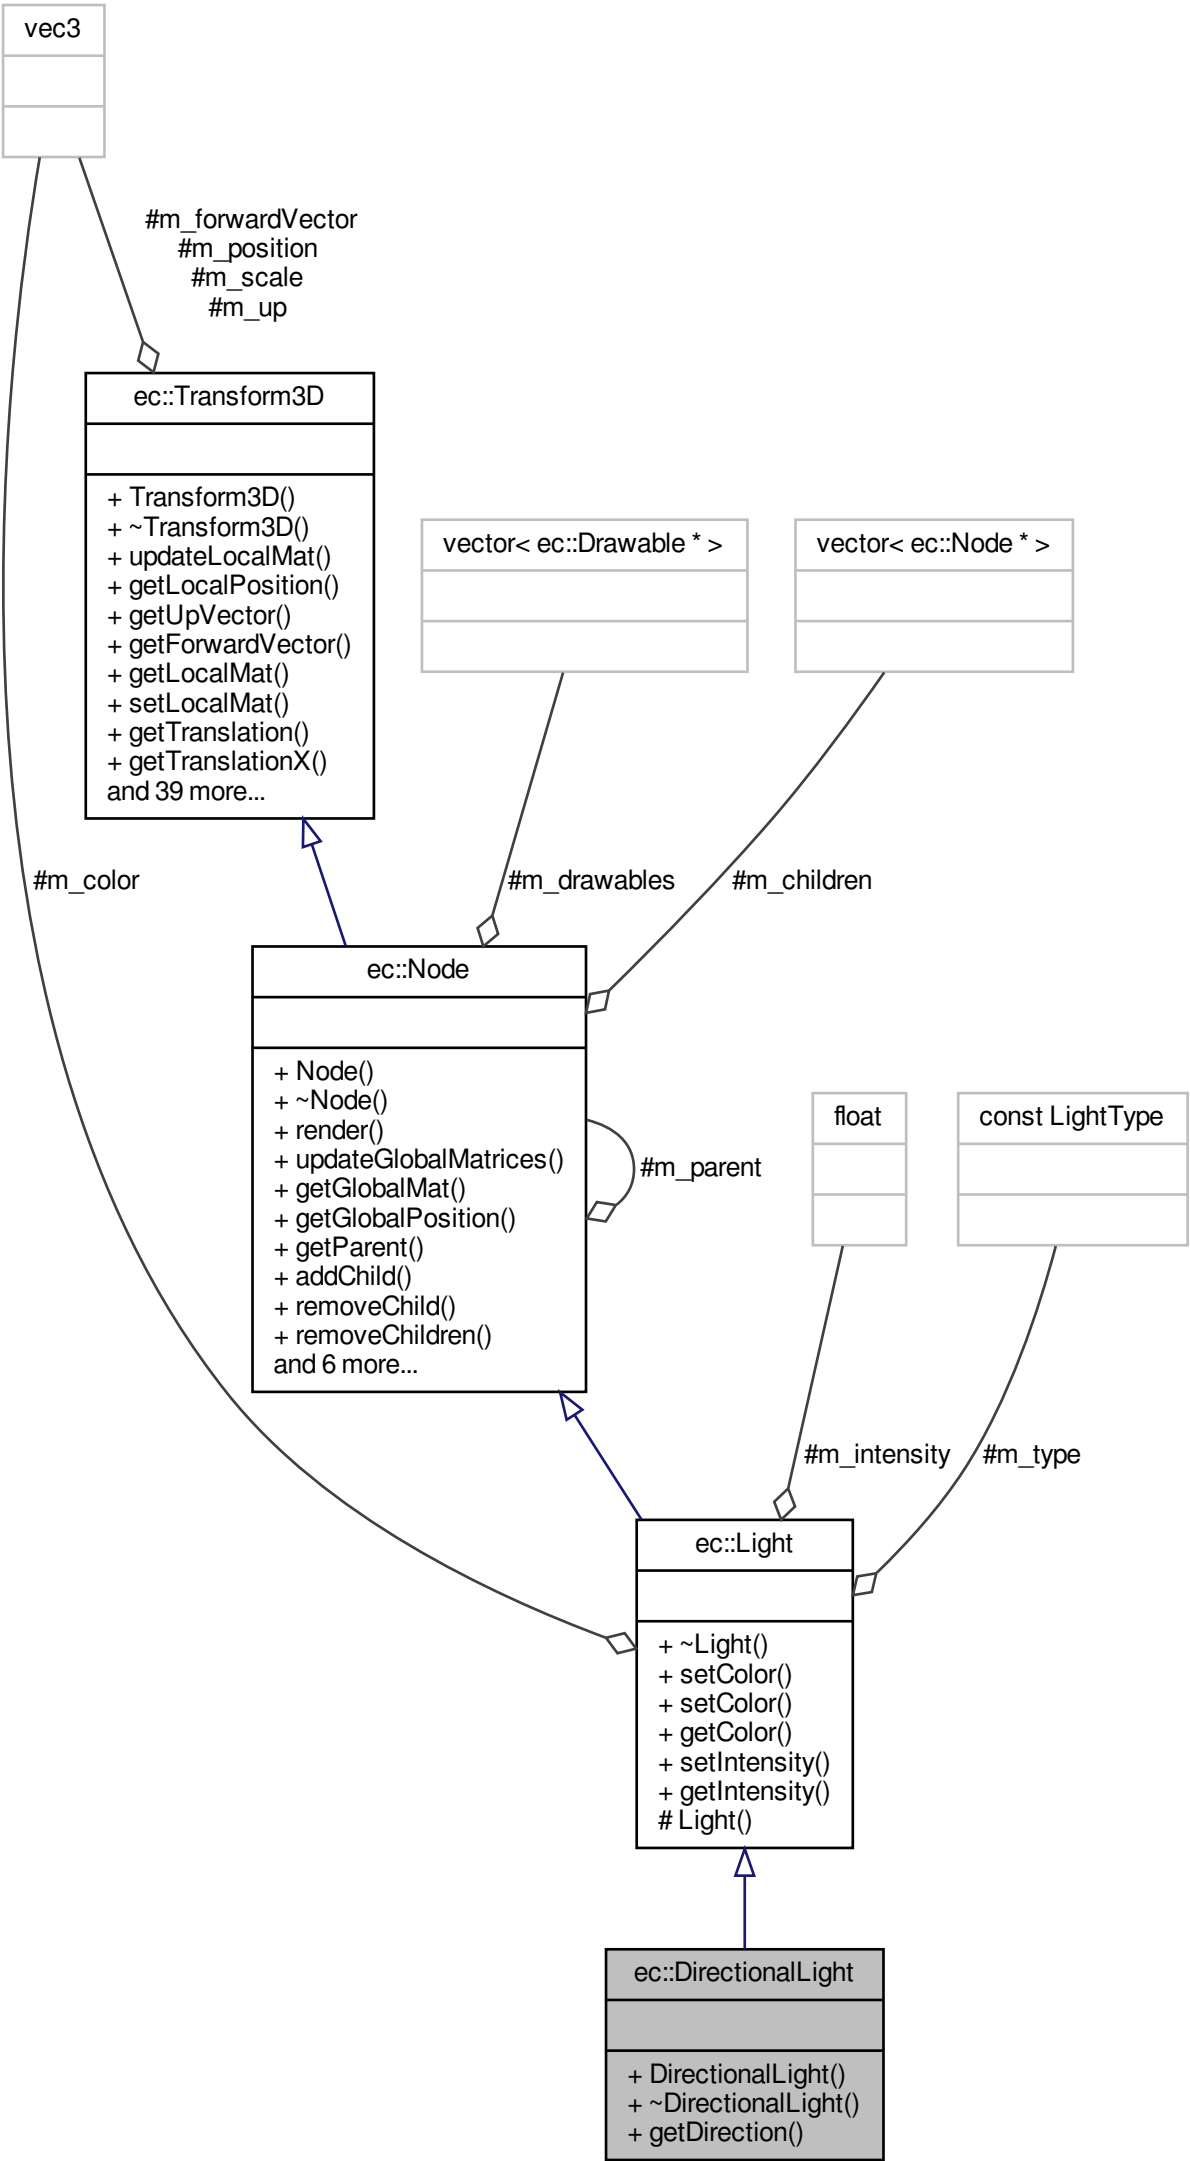 vec3
#m_forwardVector
#m_position
#m_scale
#m_up
ec::Transform3D
+ Transform3D()
+ ~Transform3D()
+ updateLocalMat()
+ getLocalPosition()
+ getUpVector()
+ getForwardVector()
+ getLocalMat()
+ setLocalMat()
+ getTranslation()
+ getTranslationX()
and 39 more...
vector< ec::Drawable * >
vector< ec::Node * >
#m_color
#m_drawables
#m_children
ec::Node
+ Node()
+ ~Node()
+ render()
+ updateGlobalMatrices()
+ getGlobalMat()
+ getGlobalPosition()
+ getParent()
+ addChild()
+ removeChild()
+ removeChildren()
and 6 more...
#m_parent
float
const LightType
#m_intensity
#m_type
ec::Light
+ ~Light()
+ setColor()
+ setColor()
+ getColor()
+ setIntensity()
+ getIntensity()
# Light()
ec::DirectionalLight
+ DirectionalLight()
+ ~DirectionalLight()
+ getDirection()